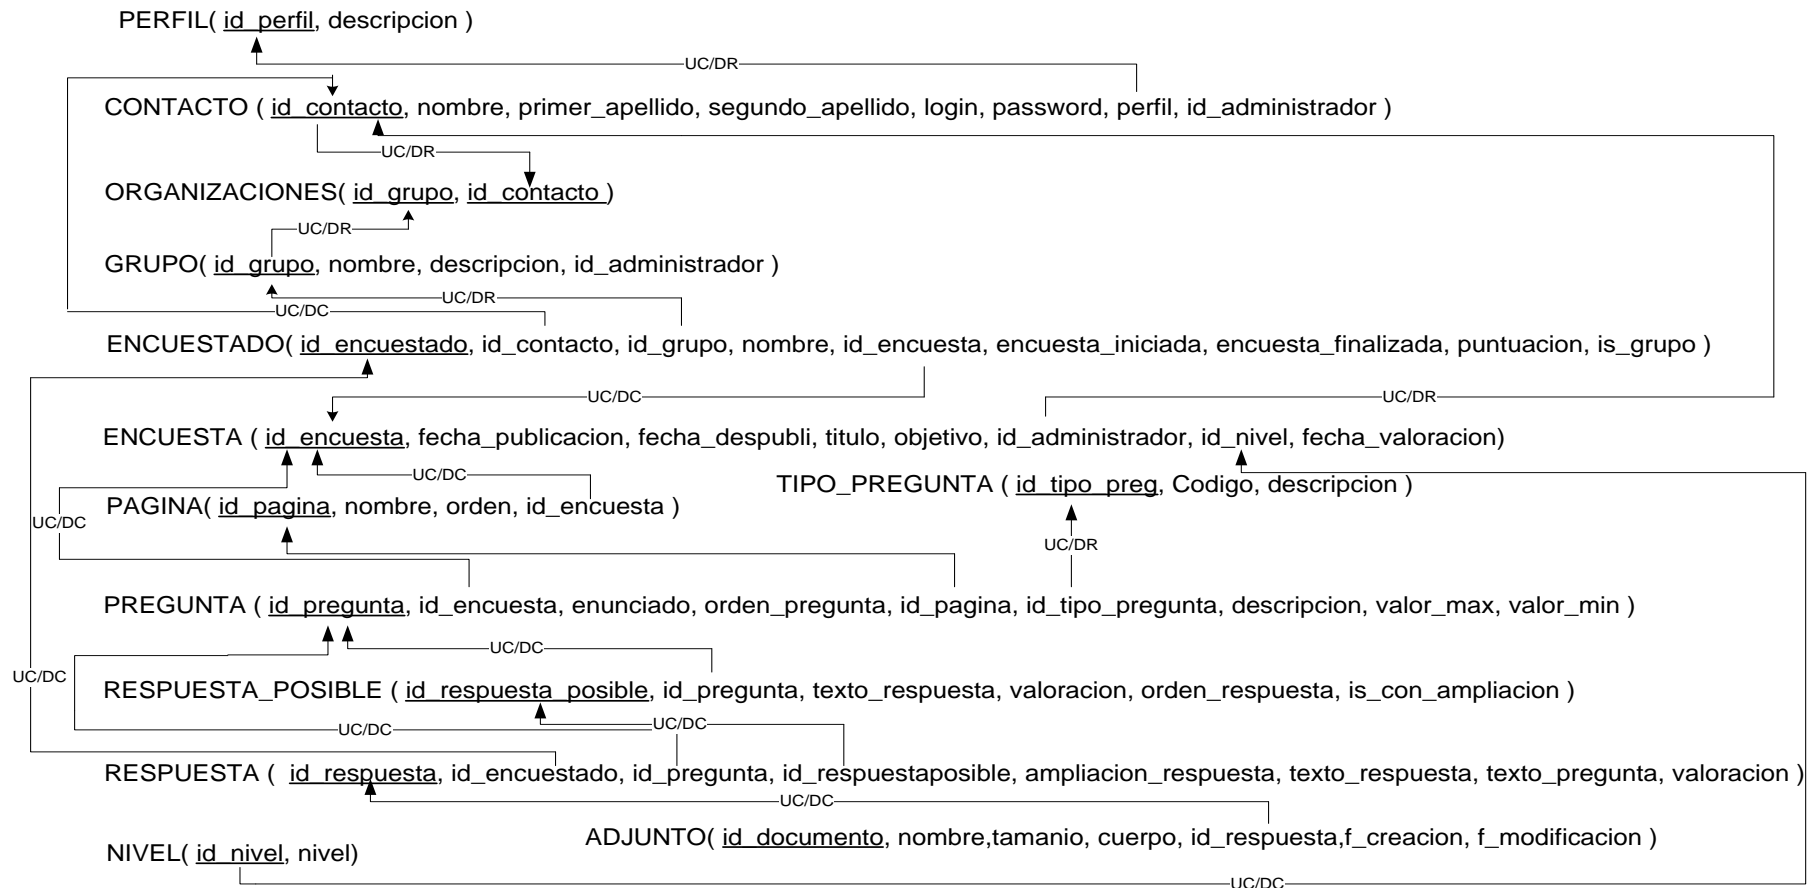 PERFIL( id_perfil, descripcion )
UC/DR
CONTACTO ( id_contacto, nombre, primer_apellido, segundo_apellido, login, password, perfil, id_administrador )
UC/DR
ORGANIZACIONES( id_grupo, id_contacto )
UC/DR
GRUPO( id_grupo, nombre, descripcion, id_administrador )
UC/DR
UC/DC
ENCUESTADO( id_encuestado, id_contacto, id_grupo, nombre, id_encuesta, encuesta_iniciada, encuesta_finalizada, puntuacion, is_grupo )
UC/DC
UC/DR
ENCUESTA ( id_encuesta, fecha_publicacion, fecha_despubli, titulo, objetivo, id_administrador, id_nivel, fecha_valoracion)
UC/DC
TIPO_PREGUNTA ( id_tipo_preg, Codigo, descripcion )
PAGINA( id_pagina, nombre, orden, id_encuesta )
UC/DC
UC/DR
PREGUNTA ( id_pregunta, id_encuesta, enunciado, orden_pregunta, id_pagina, id_tipo_pregunta, descripcion, valor_max, valor_min )
UC/DC
UC/DC
RESPUESTA_POSIBLE ( id_respuesta_posible, id_pregunta, texto_respuesta, valoracion, orden_respuesta, is_con_ampliacion )
UC/DC
UC/DC
RESPUESTA ( id_respuesta, id_encuestado, id_pregunta, id_respuestaposible, ampliacion_respuesta, texto_respuesta, texto_pregunta, valoracion )
UC/DC
ADJUNTO( id_documento, nombre,tamanio, cuerpo, id_respuesta,f_creacion, f_modificacion )
NIVEL( id_nivel, nivel)
UC/DC